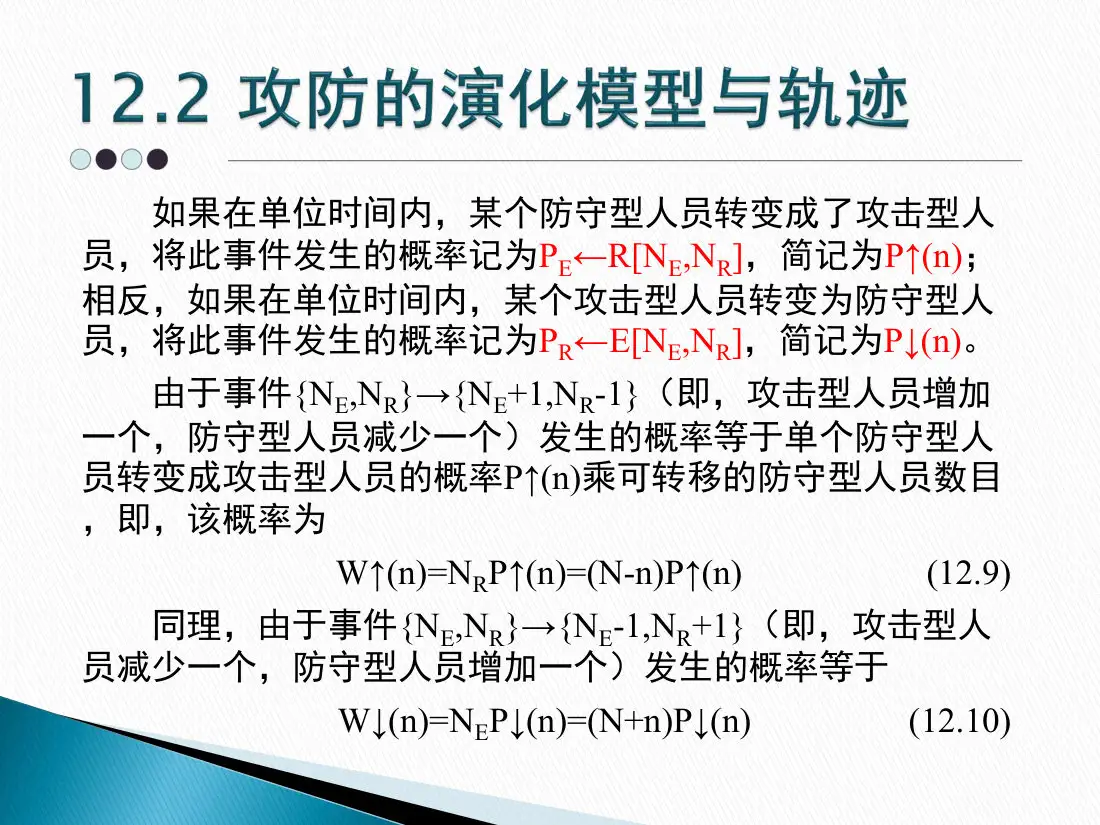 12.2 攻防的演化模型与轨迹
如果在单位时间内，某个防守型人员转变成了攻击型人
员，将此事件发生的概率记为PE←R[NE,NR]，简记为P↑(n)；
相反，如果在单位时间内，某个攻击型人员转变为防守型人
员，将此事件发生的概率记为PR←E[NE,NR]，简记为P↓(n)。
由于事件{NE,NR}→{NE+1,NR-1}（即，攻击型人员增加
一个，防守型人员减少一个）发生的概率等于单个防守型人
员转变成攻击型人员的概率P↑(n)乘可转移的防守型人员数目
，即，该概率为
W↑(n)=NRP↑(n)=(N-n)P↑(n) (12.9)
同理，由于事件{NE,NR}→{NE-1,NR+1}（即，攻击型人
员减少一个，防守型人员增加一个）发生的概率等于
W↓(n)=NEP↓(n)=(N+n)P↓(n) (12.10)